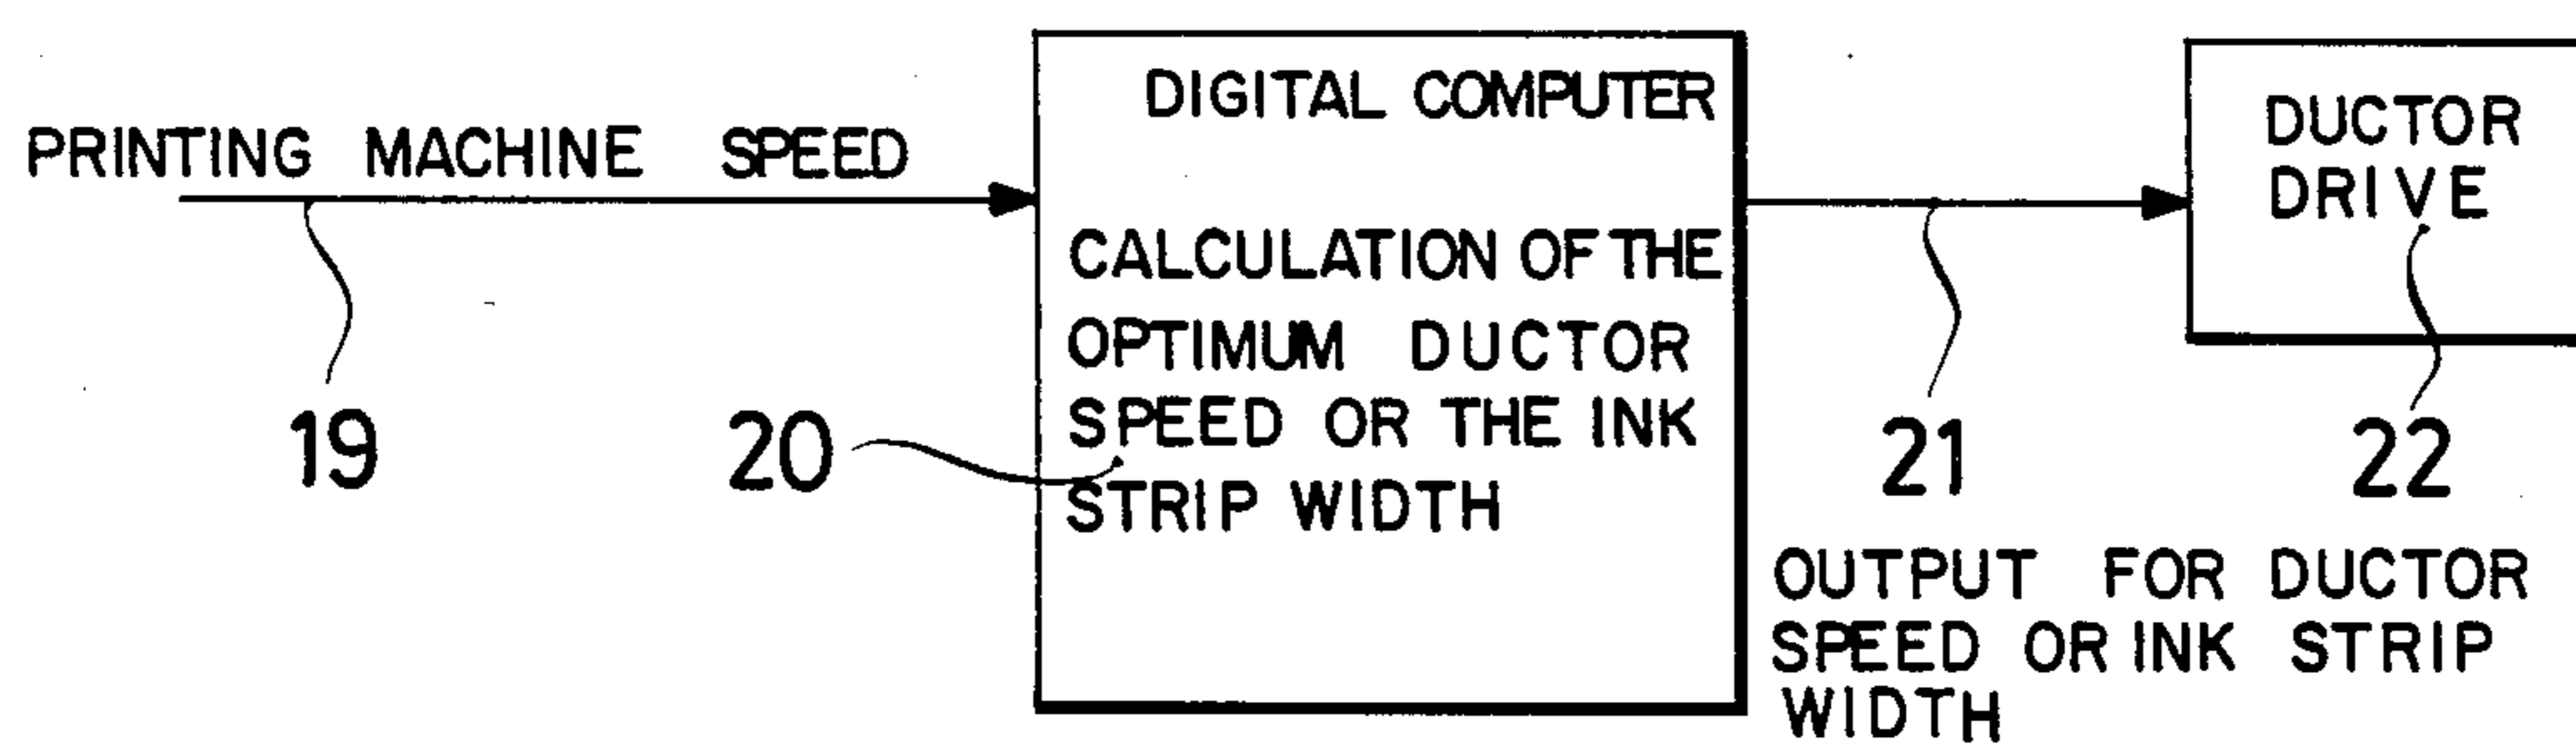 PRINTING MACHINE SPEED
19
DIGITAL COMPUTER
CALCULATION OF THE
OPTIMUM DUCTOR
SPEED OR THE INK
STRIP WIDTH
20
21
OUTPUT FOR DUCTOR
SPEED OR INK STRIP
WIDTH
DUCTOR
DRIVE
22